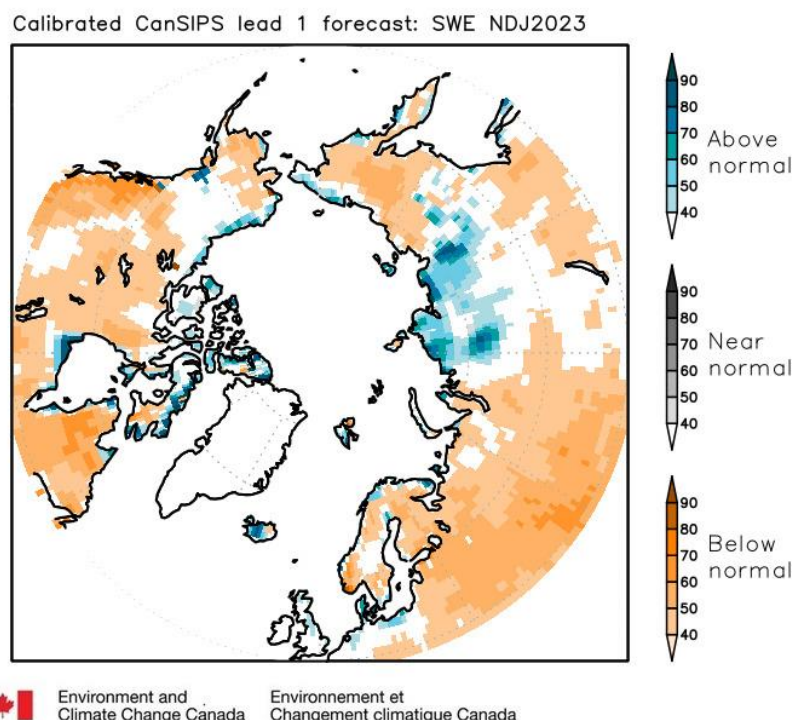 Calibrated CanSIPS lead 1 forecast: SWE NDJ2023
90
80
70
60
50
40
Above
normal
90
80
70
60
50
40
Near
normal
90
80
70
60
50
40
Below
normal
Environment and
Climate Change Canada
Environnement et
Changement climatique Canada